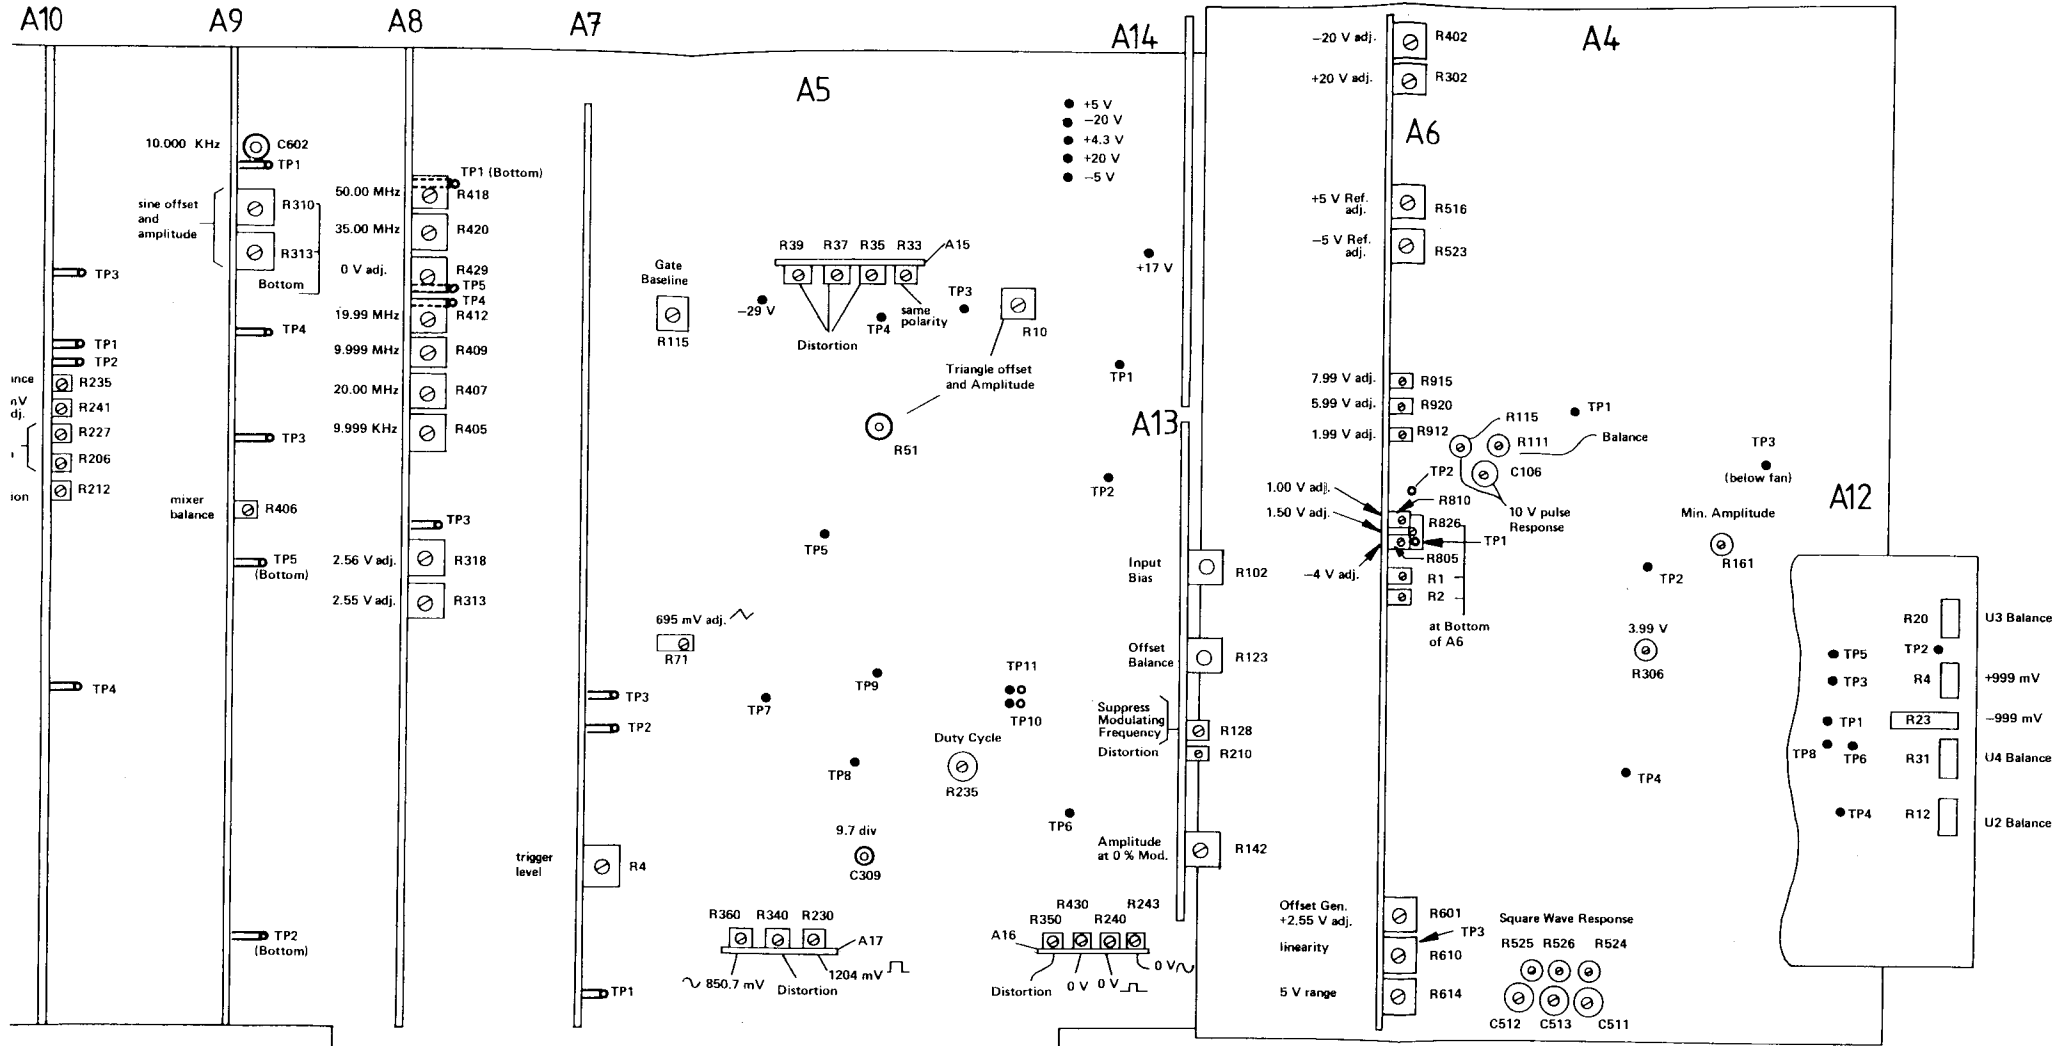 A10
A9
A8
A7
A14
A5
A4
A6
A13
A12
TP3
TP1
TP2
R235
R241
R227
R206
R212
TP4
dj.
ion
10.000 KHz
C602
TP1
sine offset
and
amplitude
R310
R313
Bottom
TP4
TP3
mixer
balance
R406
TP5
(Bottom)
TP2
(Bottom)
TP1 (Bottom)
50.00 MHz
R418
35.00 MHz
R420
0 V adj.
R429
TP5
TP4
19.99 MHz
R412
9.999 MHz
R409
20.00 MHz
R407
9.999 KHz
R405
TP3
2.56 V adj.
R318
2.55 V adj.
R313
TP3
TP2
trigger
level
R4
TP1
+5 V
−20 V
+4.3 V
+20 V
−5 V
+17 V
Gate
Baseline
R115
−29 V
R39
R37
R35
R33
A15
Distortion
TP4
same
polarity
TP3
R10
Triangle offset
and Amplitude
R51
TP1
TP2
TP5
695 mV adj.
R71
TP7
TP9
TP11
TP10
TP8
Duty Cycle
R235
TP6
9.7 div
C309
R360
R340
R230
A17
850.7 mV
Distortion
1204 mV
R430
R243
R350
R240
A16
Distortion
0 V
0 V
0 V
Input
Bias
R102
Offset
Balance
R123
Suppress
Modulating
Frequency
R128
Distortion
R210
Amplitude
at 0 % Mod.
R142
−20 V adj.
R402
+20 V adj.
R302
+5 V Ref.
adj.
R516
−5 V Ref.
adj.
R523
7.99 V adj.
R915
5.99 V adj.
R920
1.99 V adj.
R912
R115
R111
Balance
C106
TP2
10 V pulse
Response
1.00 V adj.
R810
1.50 V adj.
R826
TP1
R805
−4 V adj.
R1
R2
at Bottom
of A6
TP1
TP3
(below fan)
Min. Amplitude
R161
TP2
3.99 V
R306
TP4
Offset Gen.
+2.55 V adj.
R601
TP3
linearity
R610
5 V range
R614
Square Wave Response
R525
R526
R524
C512
C513
C511
R20
U3 Balance
TP5
TP2
TP3
R4
+999 mV
TP1
R23
−999 mV
TP8
TP6
R31
U4 Balance
TP4
R12
U2 Balance